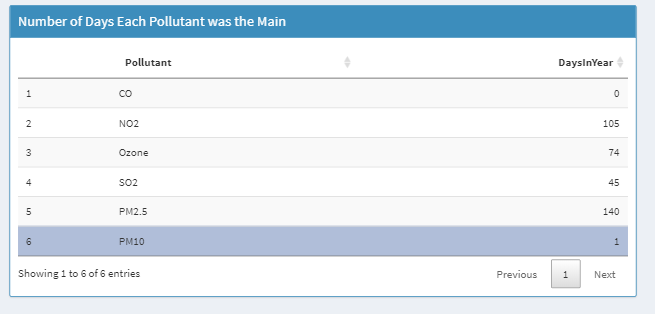 Number of Days Each Pollutant was the Main
Pollutant DaysInYear
1 CO 0
2 NO2 105
3 Ozone 74
4 SO2 45
5 PM2.5 140
6 PM10 1
Showing 1 to 6 of 6 entries Previous 1 Next